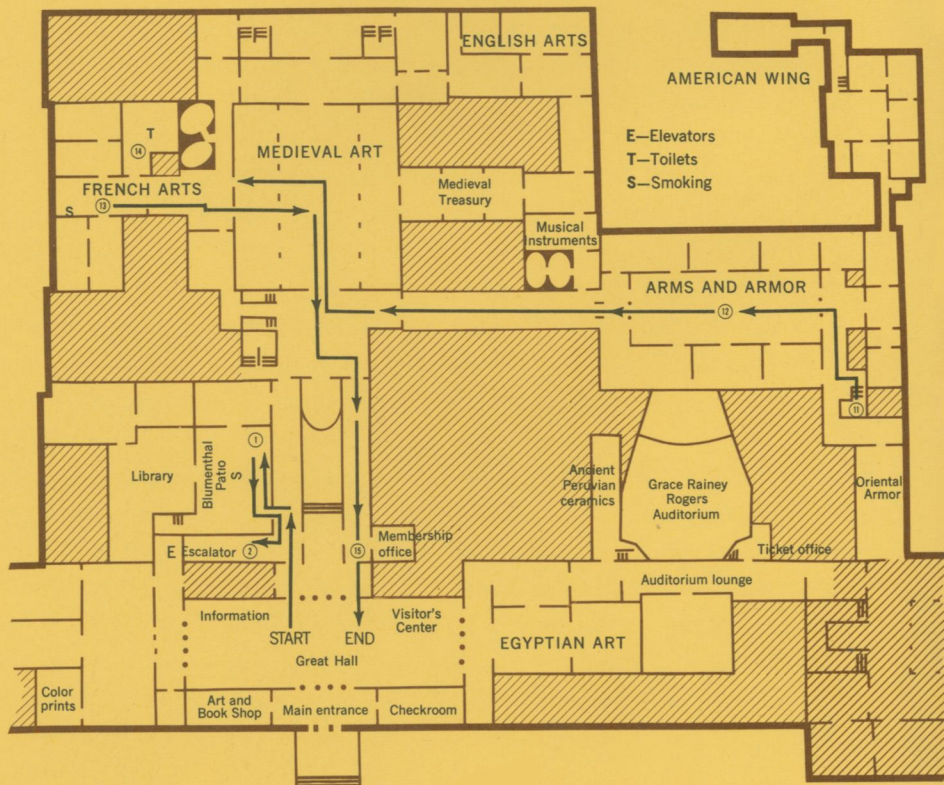 ENGLISH ARTS
AMERICAN WING
E—Elevators
T—Toilets
S—Smoking
T
14
MEDIEVAL ART
FRENCH ARTS
S
13
Medieval
Treasury
Musical
Instruments
ARMS AND ARMOR
12
11
1
Library
Blumenthal
Patio
S
Ancient
Peruvian
ceramics
Grace Rainey
Rogers
Auditorium
Oriental
Armor
E Escalator
2
15
Membership
office
Ticket office
Auditorium lounge
Information
START
END
Visitor's
Center
Great Hall
EGYPTIAN ART
Color
prints
Art and
Book Shop
Main entrance
Checkroom